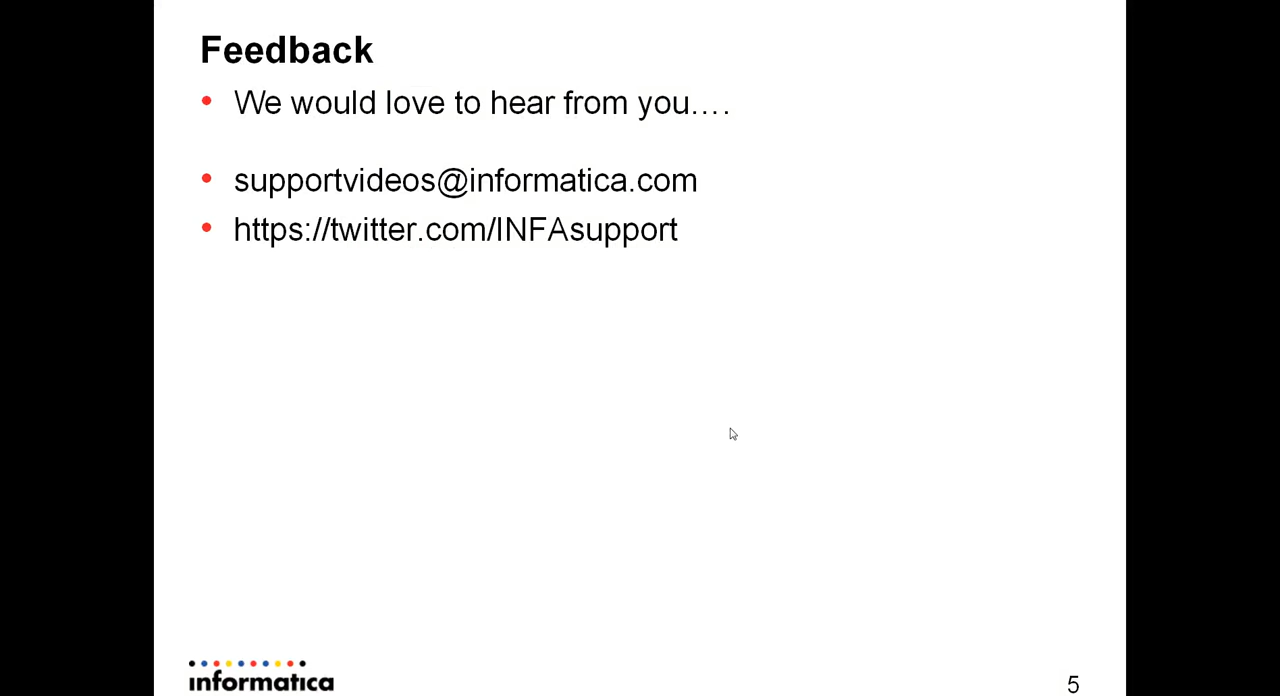 Feedback
• We would love to hear from you....
• supportvideos@informatica.com
• https://twitter.com/INFAsupport
informatica
5